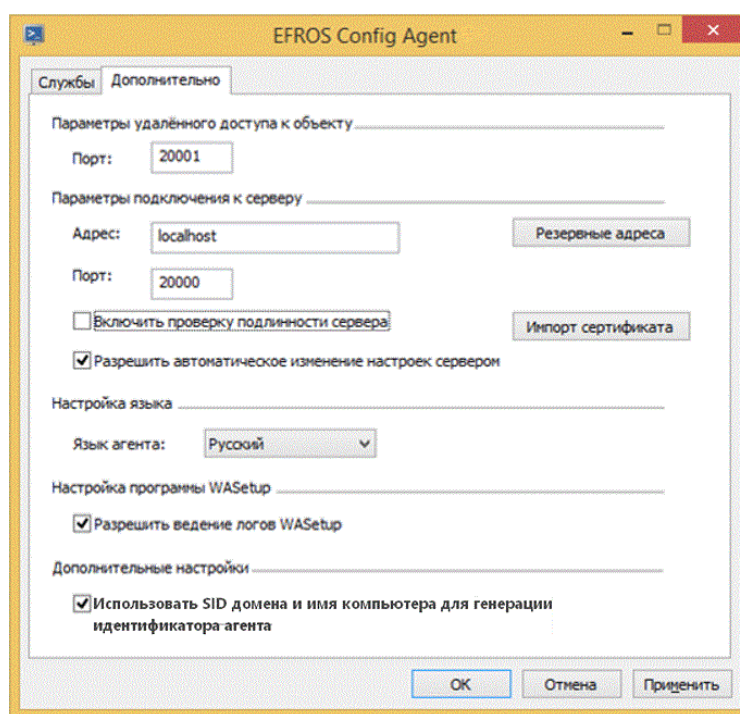 EFROS Config Agent
Службы
Дополнительно
Параметры удалённого доступа к объекту
Порт:
20001
Параметры подключения к серверу
Адрес:
localhost
Резервные адреса
Порт:
20000
Включить проверку подлинности сервера
Импорт сертификата
Разрешить автоматическое изменение настроек сервером
Настройка языка
Язык агента:
Русский
Настройка программы WASetup
Разрешить ведение логов WASetup
Дополнительные настройки
Использовать SID домена и имя компьютера для генерации
идентификатора агента
OK
Отмена
Применить